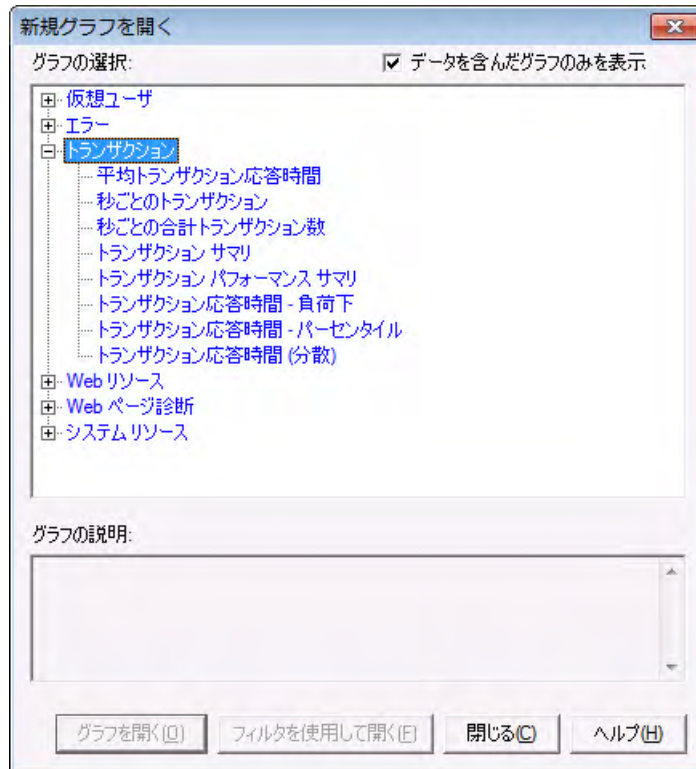 新規グラフを開く
グラフの選択:
データを含んだグラフのみを表示
仮想ユーザ
エラー
トランザクション
平均トランザクション応答時間
秒ごとのトランザクション
秒ごとの合計トランザクション数
トランザクション サマリ
トランザクション パフォーマンス サマリ
トランザクション応答時間 - 負荷下
トランザクション応答時間 - パーセンタイル
トランザクション応答時間 (分散)
Web リソース
Web ページ診断
システム リソース
グラフの説明:
グラフを開く(O) フィルタを使用して開く(F) 閉じる(C) ヘルプ(H)